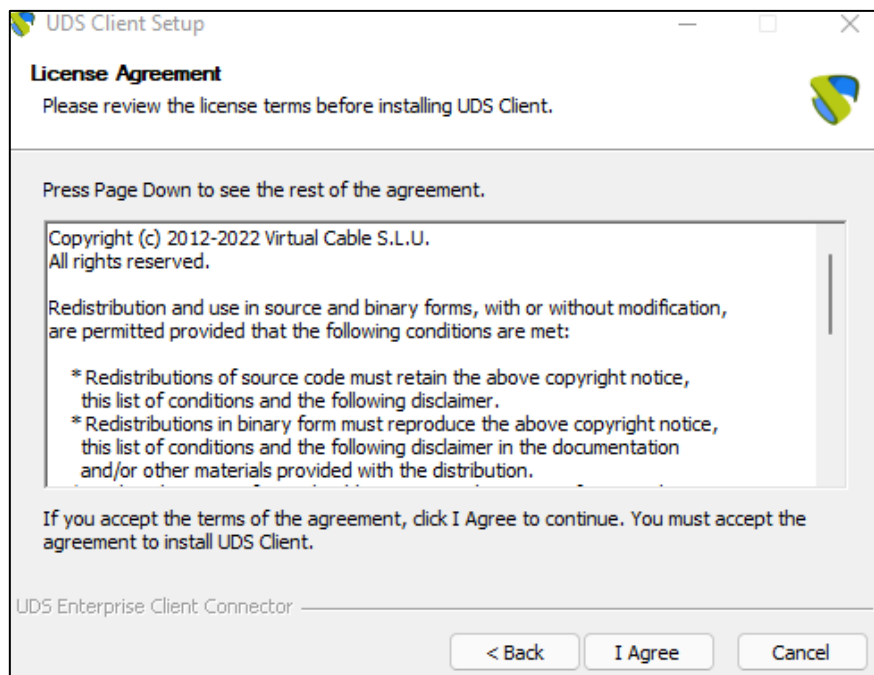 UDS Client Setup
License Agreement
Please review the license terms before installing UDS Client.
Press Page Down to see the rest of the agreement.
Copyright (c) 2012-2022 Virtual Cable S.L.U.
All rights reserved.
Redistribution and use in source and binary forms, with or without modification,
are permitted provided that the following conditions are met:
* Redistributions of source code must retain the above copyright notice,
this list of conditions and the following disclaimer.
* Redistributions in binary form must reproduce the above copyright notice,
this list of conditions and the following disclaimer in the documentation
and/or other materials provided with the distribution.
If you accept the terms of the agreement, click I Agree to continue. You must accept the
agreement to install UDS Client.
UDS Enterprise Client Connector
< Back I Agree Cancel